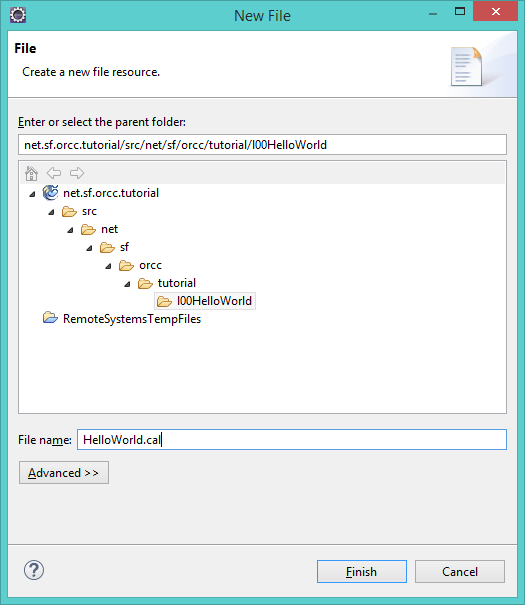 New File
File
Create a new file resource.
Enter or select the parent folder:
net.sf.orcc.tutorial/src/net/sf/orcc/tutorial/l00HelloWorld
net.sf.orcc.tutorial
src
net
sf
orcc
tutorial
l00HelloWorld
RemoteSystemsTempFiles
File name: HelloWorld.cal
Advanced >>
? Finish Cancel